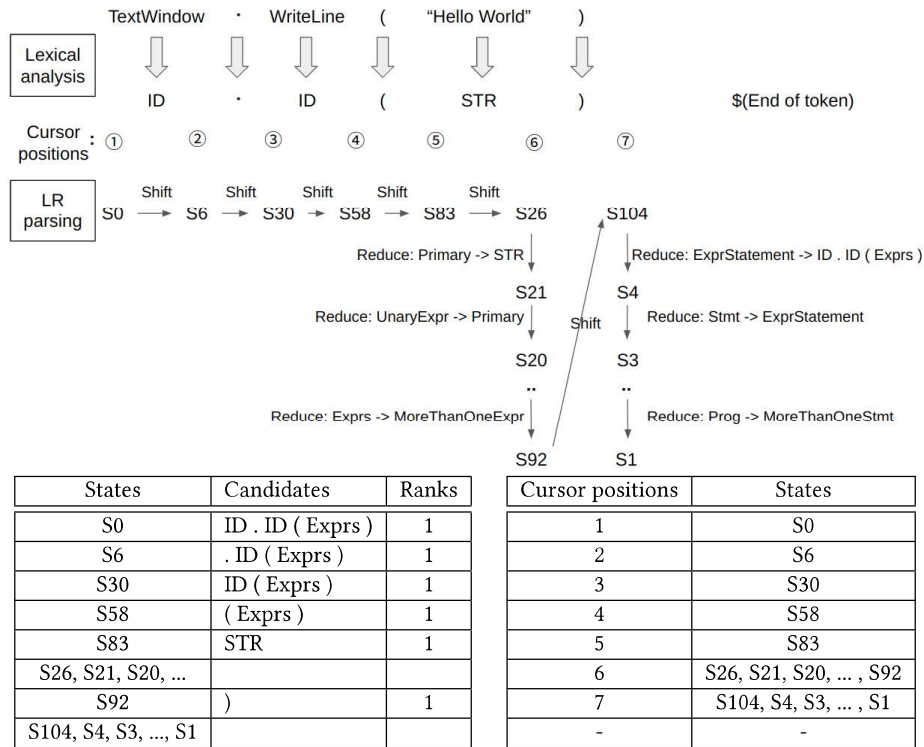 TextWindow . WriteLine ( “Hello World” )
Lexical
analysis
ID . ID ( STR ) $(End of token)
Cursor
positions :
① ② ③ ④ ⑤ ⑥ ⑦
Shift Shift Shift Shift Shift
LR
parsing
S0 S6 S30 S58 S83 S26 S104
Reduce: Primary -> STR
Reduce: ExprStatement -> ID . ID ( Exprs )
S21 S4
Reduce: UnaryExpr -> Primary
Shift
Reduce: Stmt -> ExprStatement
S20 S3
.. ..
Reduce: Exprs -> MoreThanOneExpr
Reduce: Prog -> MoreThanOneStmt
S92 S1
States Candidates Ranks
S0 ID . ID ( Exprs ) 1
S6 . ID ( Exprs ) 1
S30 ID ( Exprs ) 1
S58 ( Exprs ) 1
S83 STR 1
S26, S21, S20, ...
S92 ) 1
S104, S4, S3, ..., S1
Cursor positions States
1 S0
2 S6
3 S30
4 S58
5 S83
6 S26, S21, S20, ... , S92
7 S104, S4, S3, ... , S1
- -